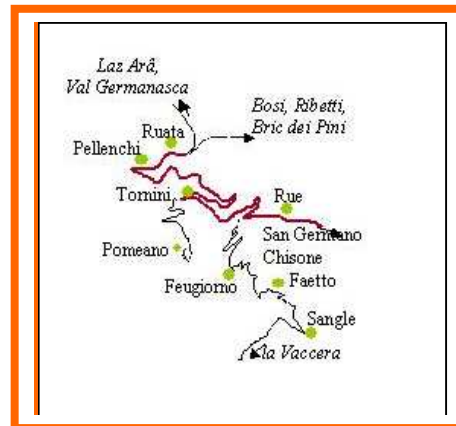 Laz Arâ,
Val Germanasca
Bosi, Ribetti,
Bric dei Pini
Ruata
Pellenchi
Tornini
Rue
San Germano
Chisone
Pomeano
Feugiorno
Faetto
Sangle
la Vaccera